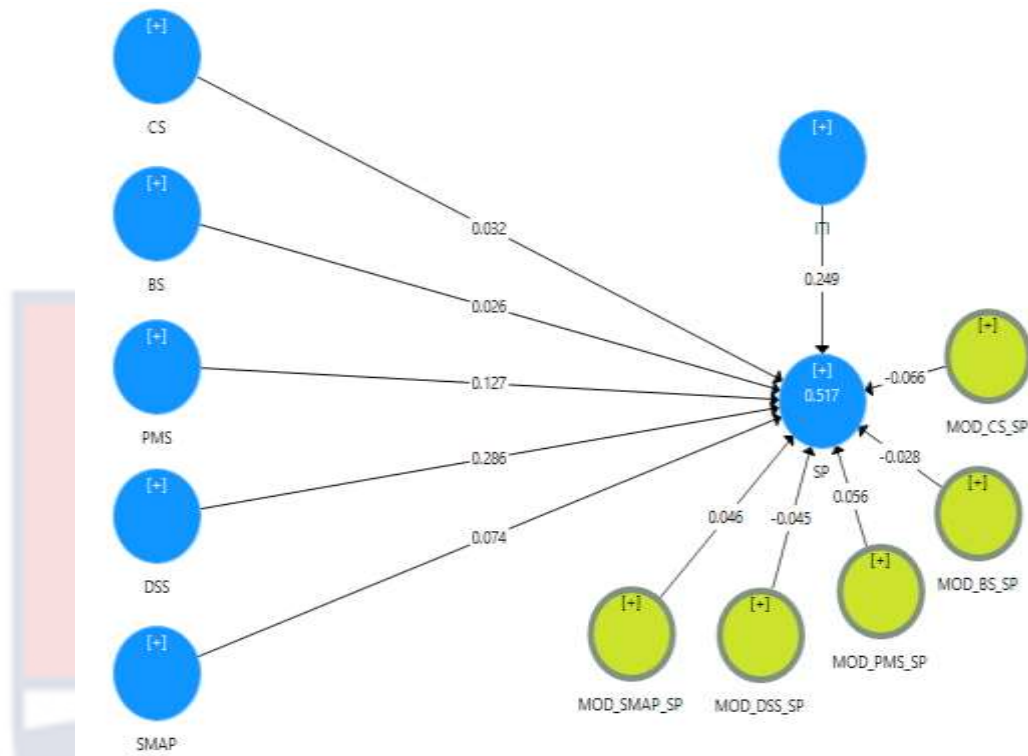 [+]
CS
[+]
BS
[+]
PMS
[+]
DSS
[+]
SMAP
0.032
0.026
0.127
0.286
0.074
[+]
0.249
[+]
0.517
SP
[+]
MOD_CS_SP
-0.066
[+]
MOD_BS_SP
-0.028
[+]
MOD_PMS_SP
0.056
[+]
MOD_DSS_SP
-0.045
[+]
MOD_SMAP_SP
0.046